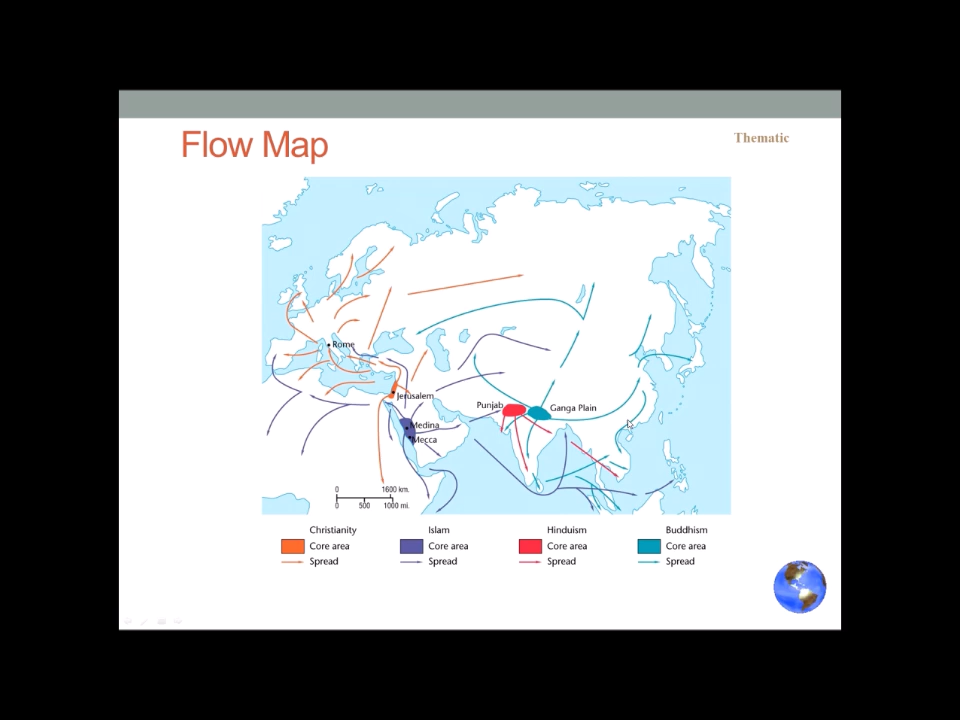 Flow Map
Thematic
Rome
Jerusalem
Punjab
Ganga Plain
Medina
Mecca
0 1600 km.
0 500 1000 mi.
Christianity Islam Hinduism Buddhism
Core area Core area Core area Core area
Spread Spread Spread Spread